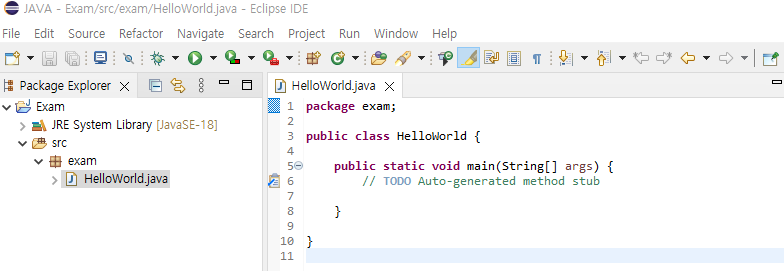 JAVA - Exam/src/exam/HelloWorld.java - Eclipse IDE
File Edit Source Refactor Navigate Search Project Run Window Help
Package Explorer
HelloWorld.java
Exam
JRE System Library [JavaSE-18]
src
exam
HelloWorld.java
1 package exam;
2
3 public class HelloWorld {
4
5 public static void main(String[] args) {
6 // TODO Auto-generated method stub
7
8 }
9
10 }
11